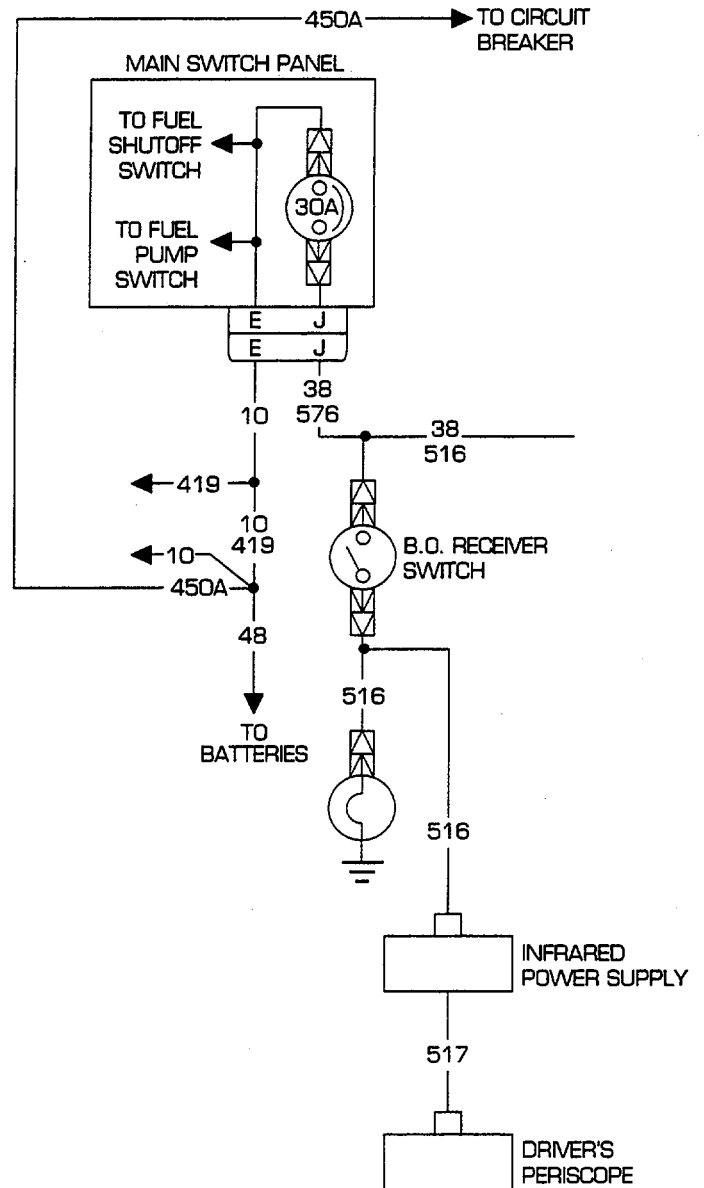 450A
TO CIRCUIT
BREAKER
MAIN SWITCH PANEL
TO FUEL
SHUTOFF
SWITCH
30A
TO FUEL
PUMP
SWITCH
E J
E J
38
576
10
38
516
419
10
419
B.O. RECEIVER
SWITCH
10
450A
48
TO
BATTERIES
516
516
INFRARED
POWER SUPPLY
517
DRIVER'S
PERISCOPE